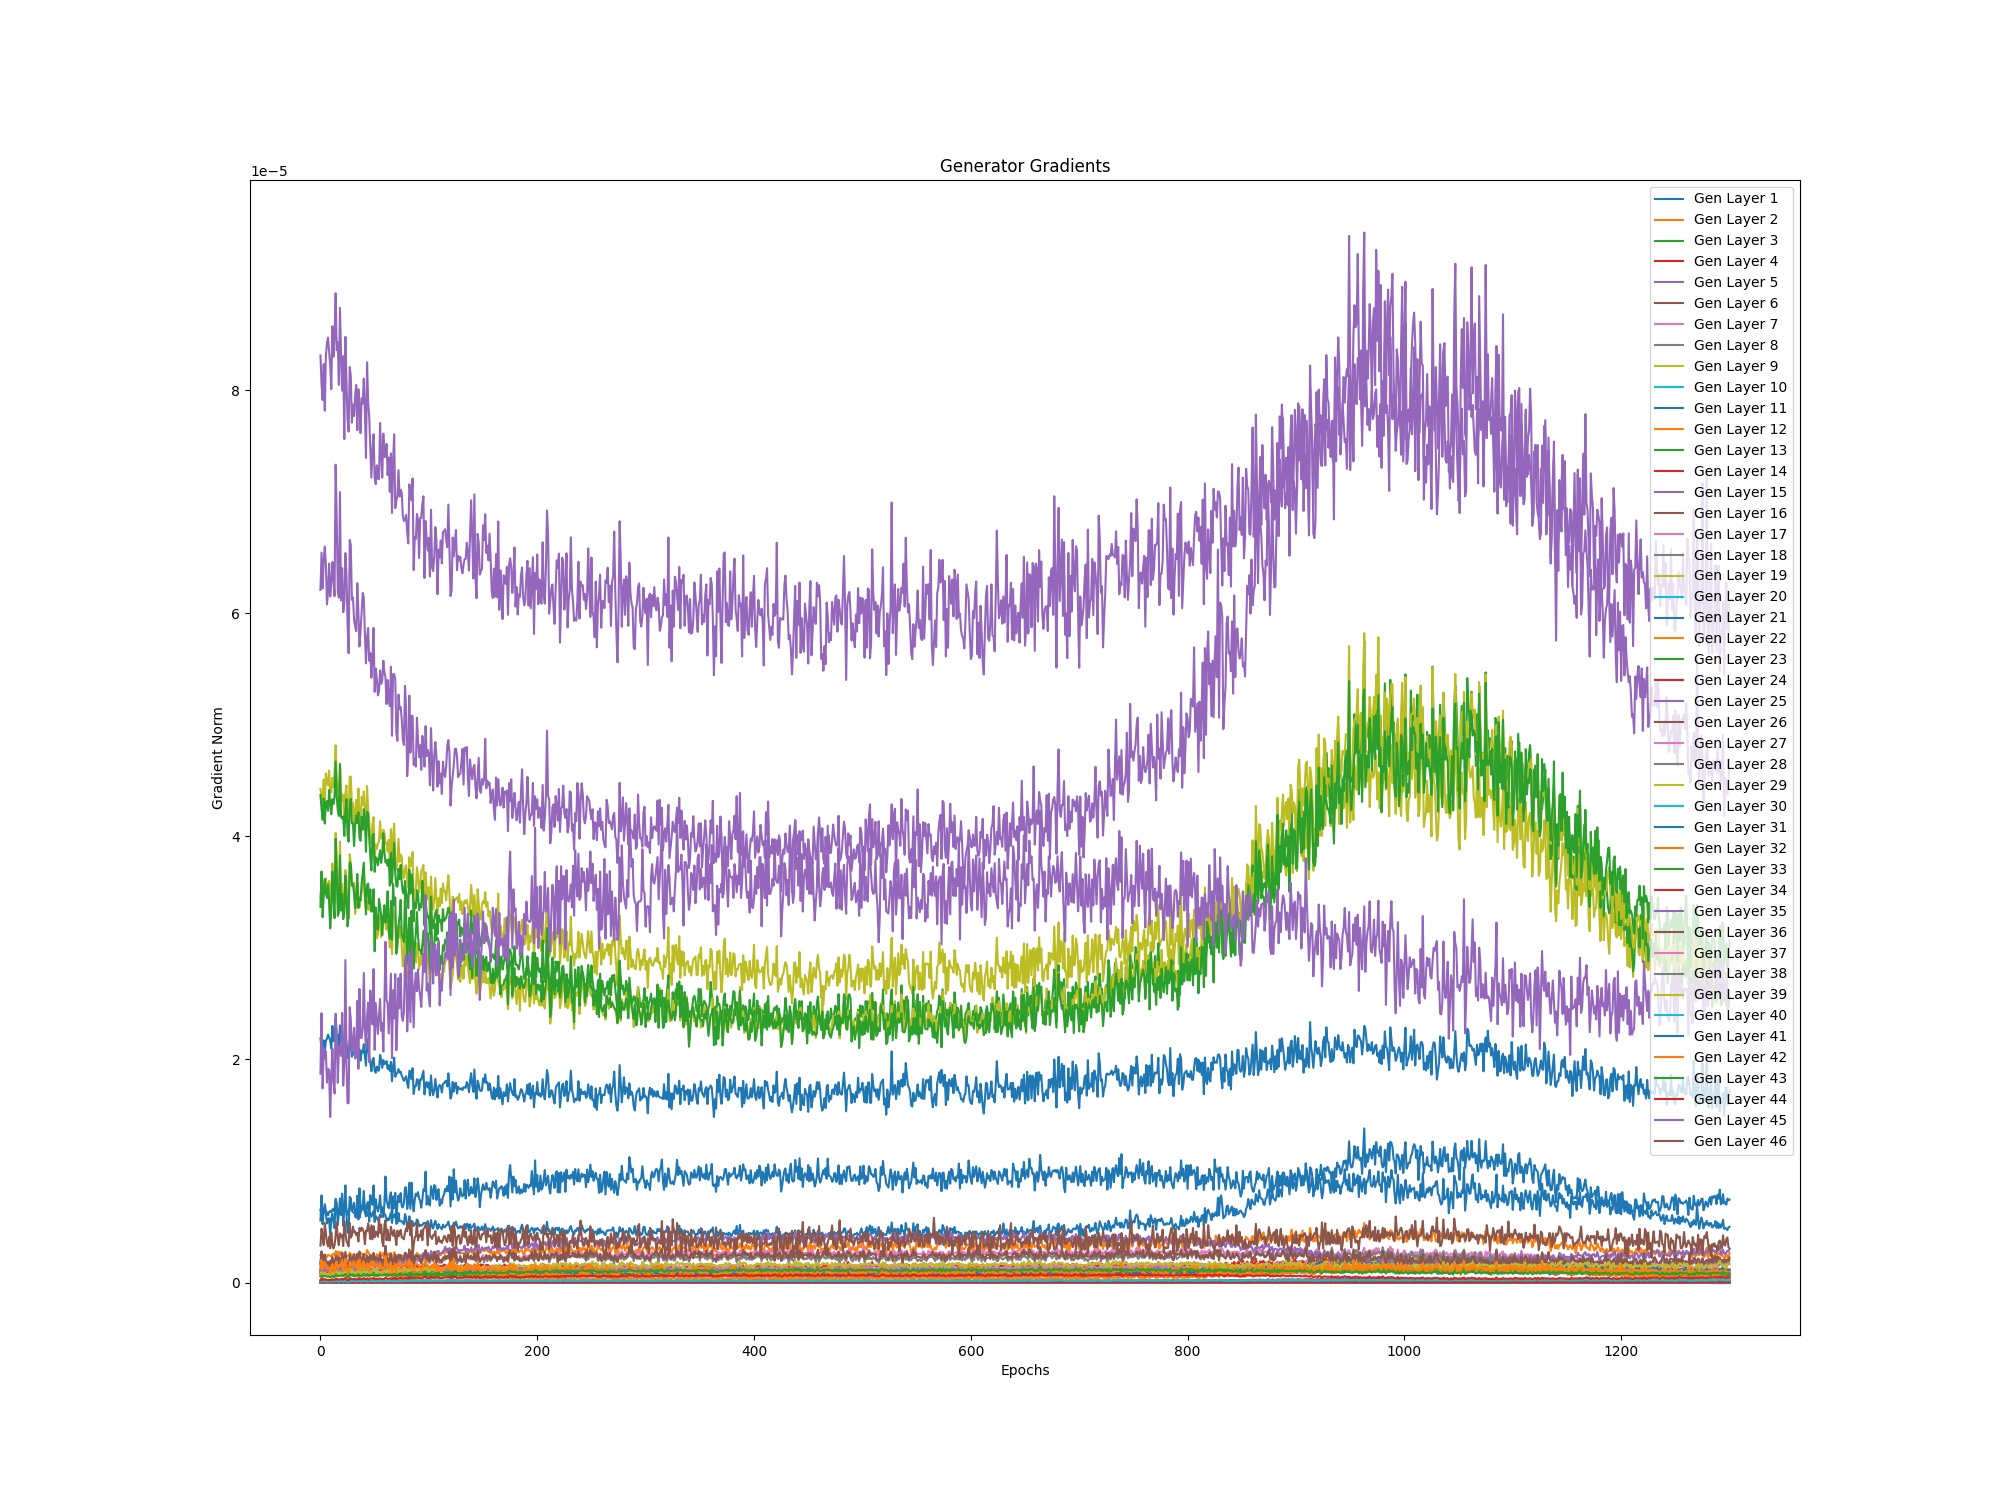 Generator Gradients
1e−5
8
6
4
2
0
Gradient Norm
0
200
400
600
800
1000
1200
Epochs
Gen Layer 1
Gen Layer 2
Gen Layer 3
Gen Layer 4
Gen Layer 5
Gen Layer 6
Gen Layer 7
Gen Layer 8
Gen Layer 9
Gen Layer 10
Gen Layer 11
Gen Layer 12
Gen Layer 13
Gen Layer 14
Gen Layer 15
Gen Layer 16
Gen Layer 17
Gen Layer 18
Gen Layer 19
Gen Layer 20
Gen Layer 21
Gen Layer 22
Gen Layer 23
Gen Layer 24
Gen Layer 25
Gen Layer 26
Gen Layer 27
Gen Layer 28
Gen Layer 29
Gen Layer 30
Gen Layer 31
Gen Layer 32
Gen Layer 33
Gen Layer 34
Gen Layer 35
Gen Layer 36
Gen Layer 37
Gen Layer 38
Gen Layer 39
Gen Layer 40
Gen Layer 41
Gen Layer 42
Gen Layer 43
Gen Layer 44
Gen Layer 45
Gen Layer 46